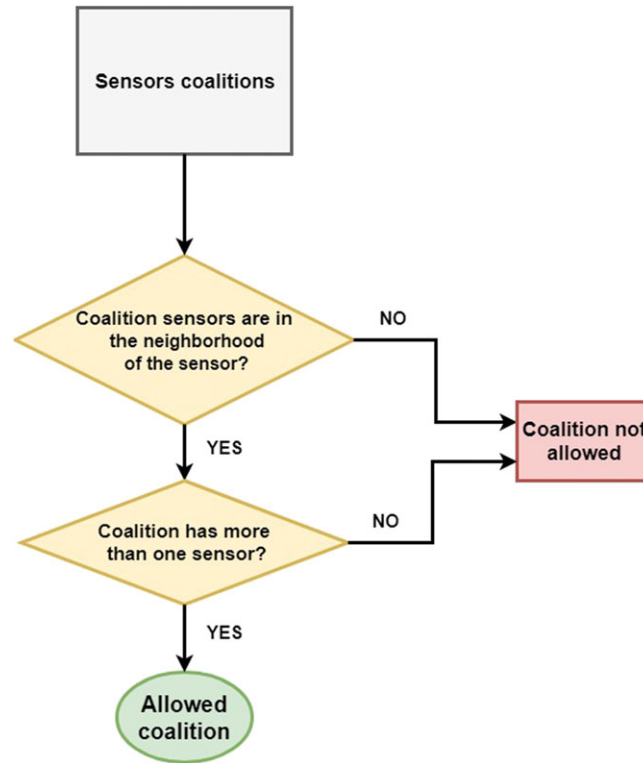 Sensors coalitions
Coalition sensors are in
the neighborhood
of the sensor?
NO
Coalition not
allowed
YES
Coalition has more
than one sensor?
NO
YES
Allowed
coalition